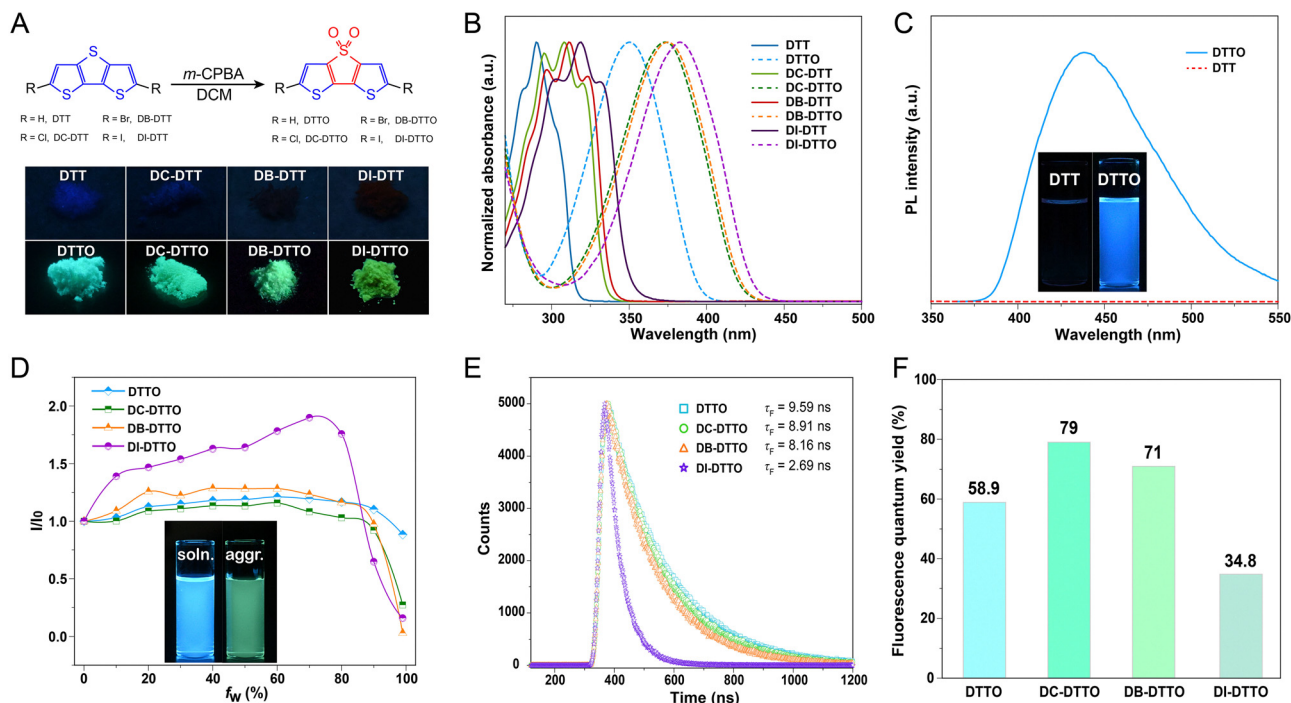 A
S
S
S
R
R
m-CPBA
DCM
O
O
S
S
S
R
R
R = H, DTT R = Br, DB-DTT
R = Cl, DC-DTT R = I, DI-DTT
R = H, DTTO R = Br, DB-DTTO
R = Cl, DC-DTTO R = I, DI-DTTO
DTT DC-DTT DB-DTT DI-DTT
DTTO DC-DTTO DB-DTTO DI-DTTO
B
Normalized absorbance (a.u.)
DTT
DTTO
DC-DTT
DC-DTTO
DB-DTT
DB-DTTO
DI-DTT
DI-DTTO
300 350 400 450 500
Wavelength (nm)
C
PL intensity (a.u.)
DTTO
DTT
DTT DTTO
350 400 450 500 550
Wavelength (nm)
D
I/I0
2.0
1.5
1.0
0.5
0.0
DTTO
DC-DTTO
DB-DTTO
DI-DTTO
soln. aggr.
0 20 40 60 80 100
fW (%)
E
Counts
5000
4000
3000
2000
1000
0
DTTO τF = 9.59 ns
DC-DTTO τF = 8.91 ns
DB-DTTO τF = 8.16 ns
DI-DTTO τF = 2.69 ns
200 400 600 800 1000 1200
Time (ns)
F
Fluorescence quantum yield (%)
100
80
60
40
20
0
58.9
79
71
34.8
DTTO DC-DTTO DB-DTTO DI-DTTO